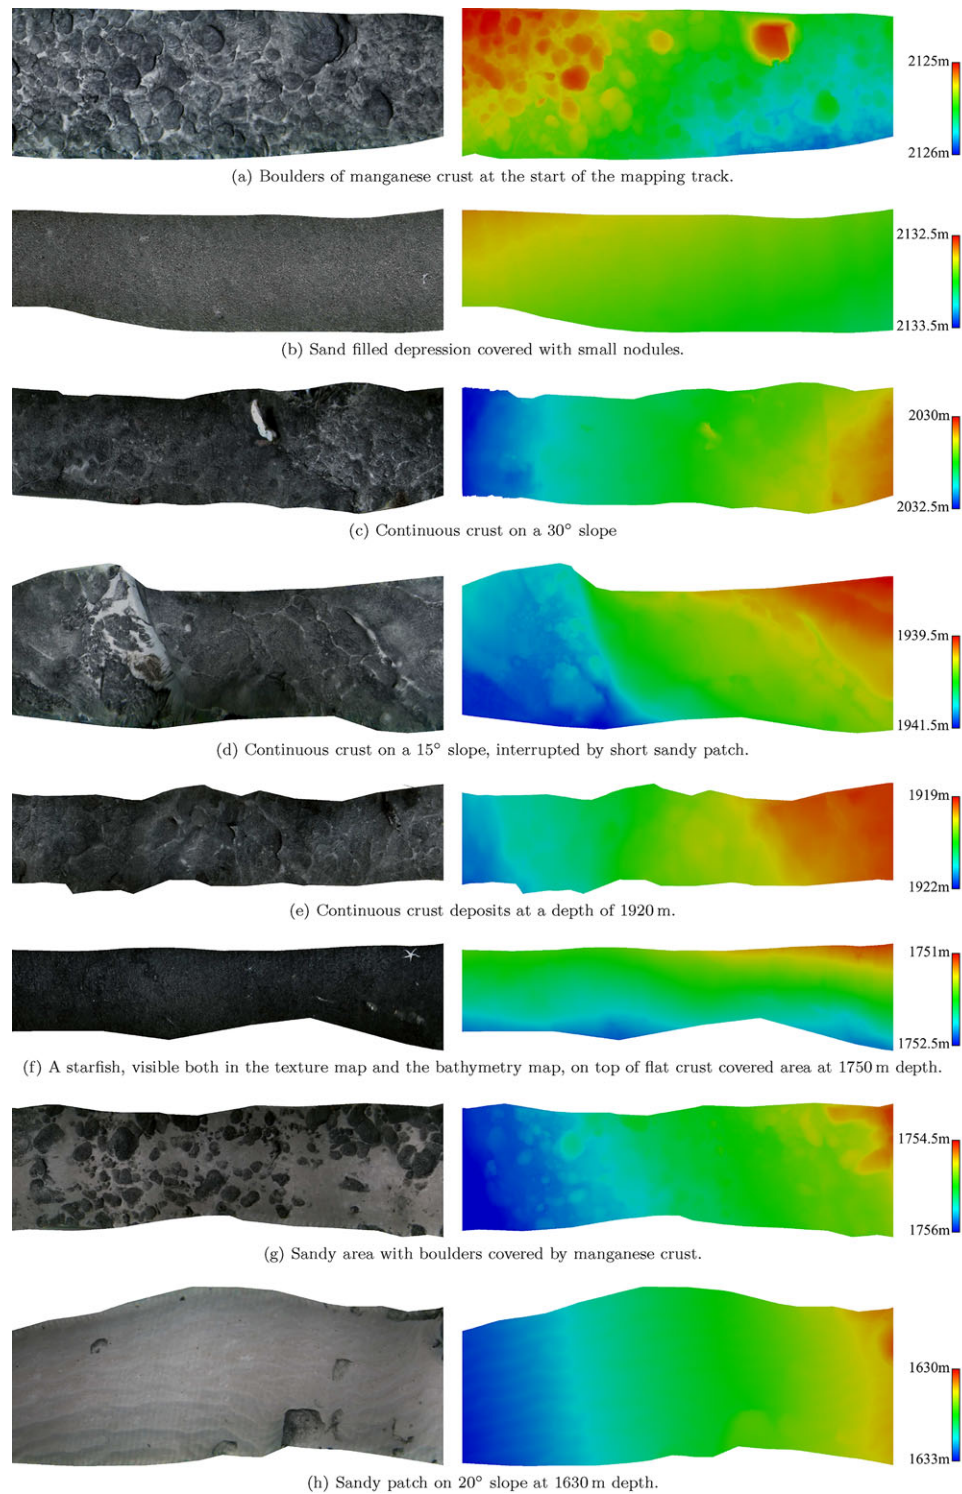 2125m
2126m
(a) Boulders of manganese crust at the start of the mapping track.
2132.5m
2133.5m
(b) Sand filled depression covered with small nodules.
2030m
2032.5m
(c) Continuous crust on a 30° slope
1939.5m
1941.5m
(d) Continuous crust on a 15° slope, interrupted by short sandy patch.
1919m
1922m
(e) Continuous crust deposits at a depth of 1920 m.
1751m
1752.5m
(f) A starfish, visible both in the texture map and the bathymetry map, on top of flat crust covered area at 1750 m depth.
1754.5m
1756m
(g) Sandy area with boulders covered by manganese crust.
1630m
1633m
(h) Sandy patch on 20° slope at 1630 m depth.